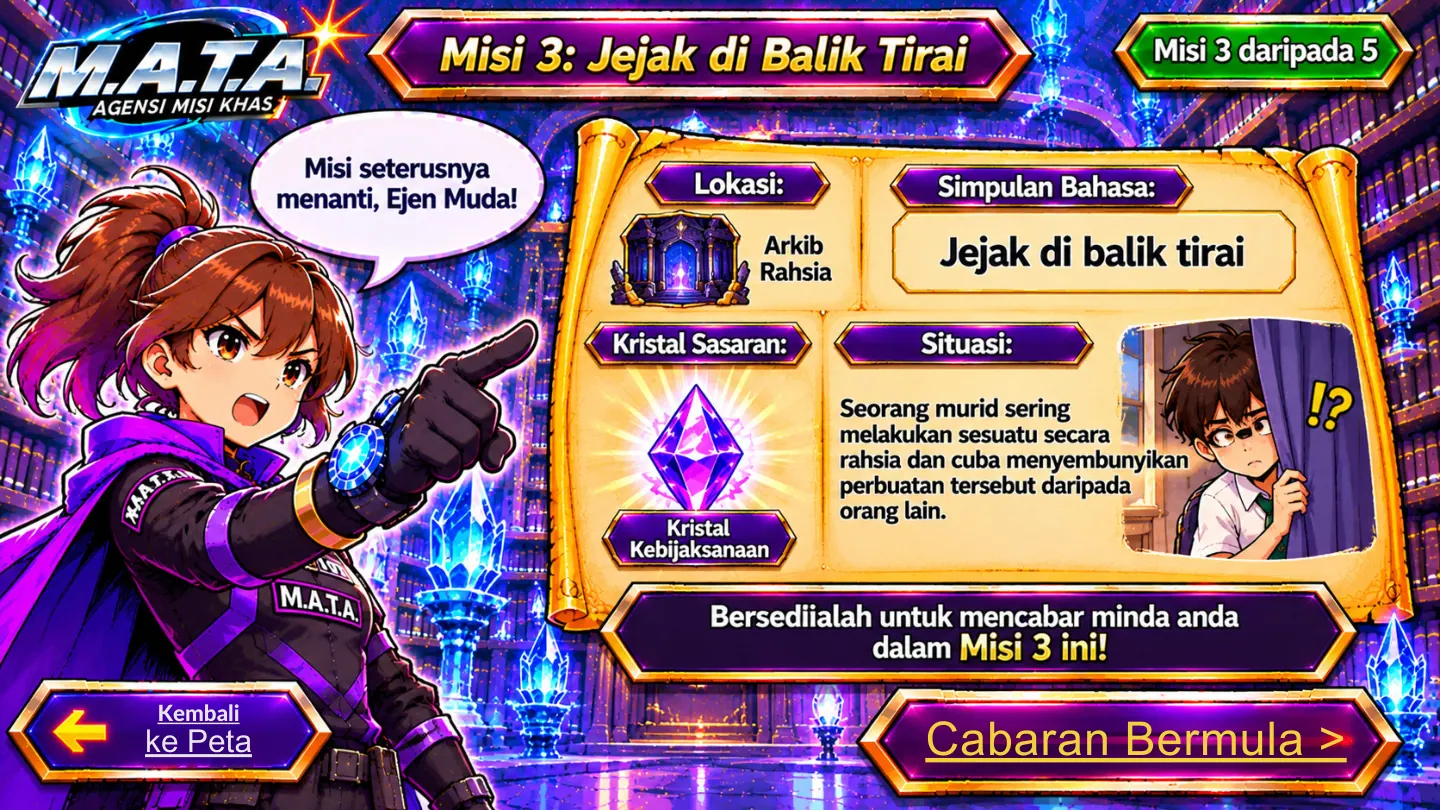 M.A.T.A.
AGENSI MISI KHAS
Misi 3: Jejak di Balik Tirai
Misi 3 daripada 5
Misi seterusnya
menanti, Ejen Muda!
Lokasi:
Arkib
Rahsia
Simpulan Bahasa:
Jejak di balik tirai
Kristal Sasaran:
Kristal
Kebijaksanaan
Situasi:
Seorang murid sering
melakukan sesuatu secara
rahsia dan cuba menyembunyikan
perbuatan tersebut daripada
orang lain.
!?
M.A.T.A.
Bersediialah untuk mencabar minda anda
dalam Misi 3 ini!
Kembali
ke Peta
Cabaran Bermula >